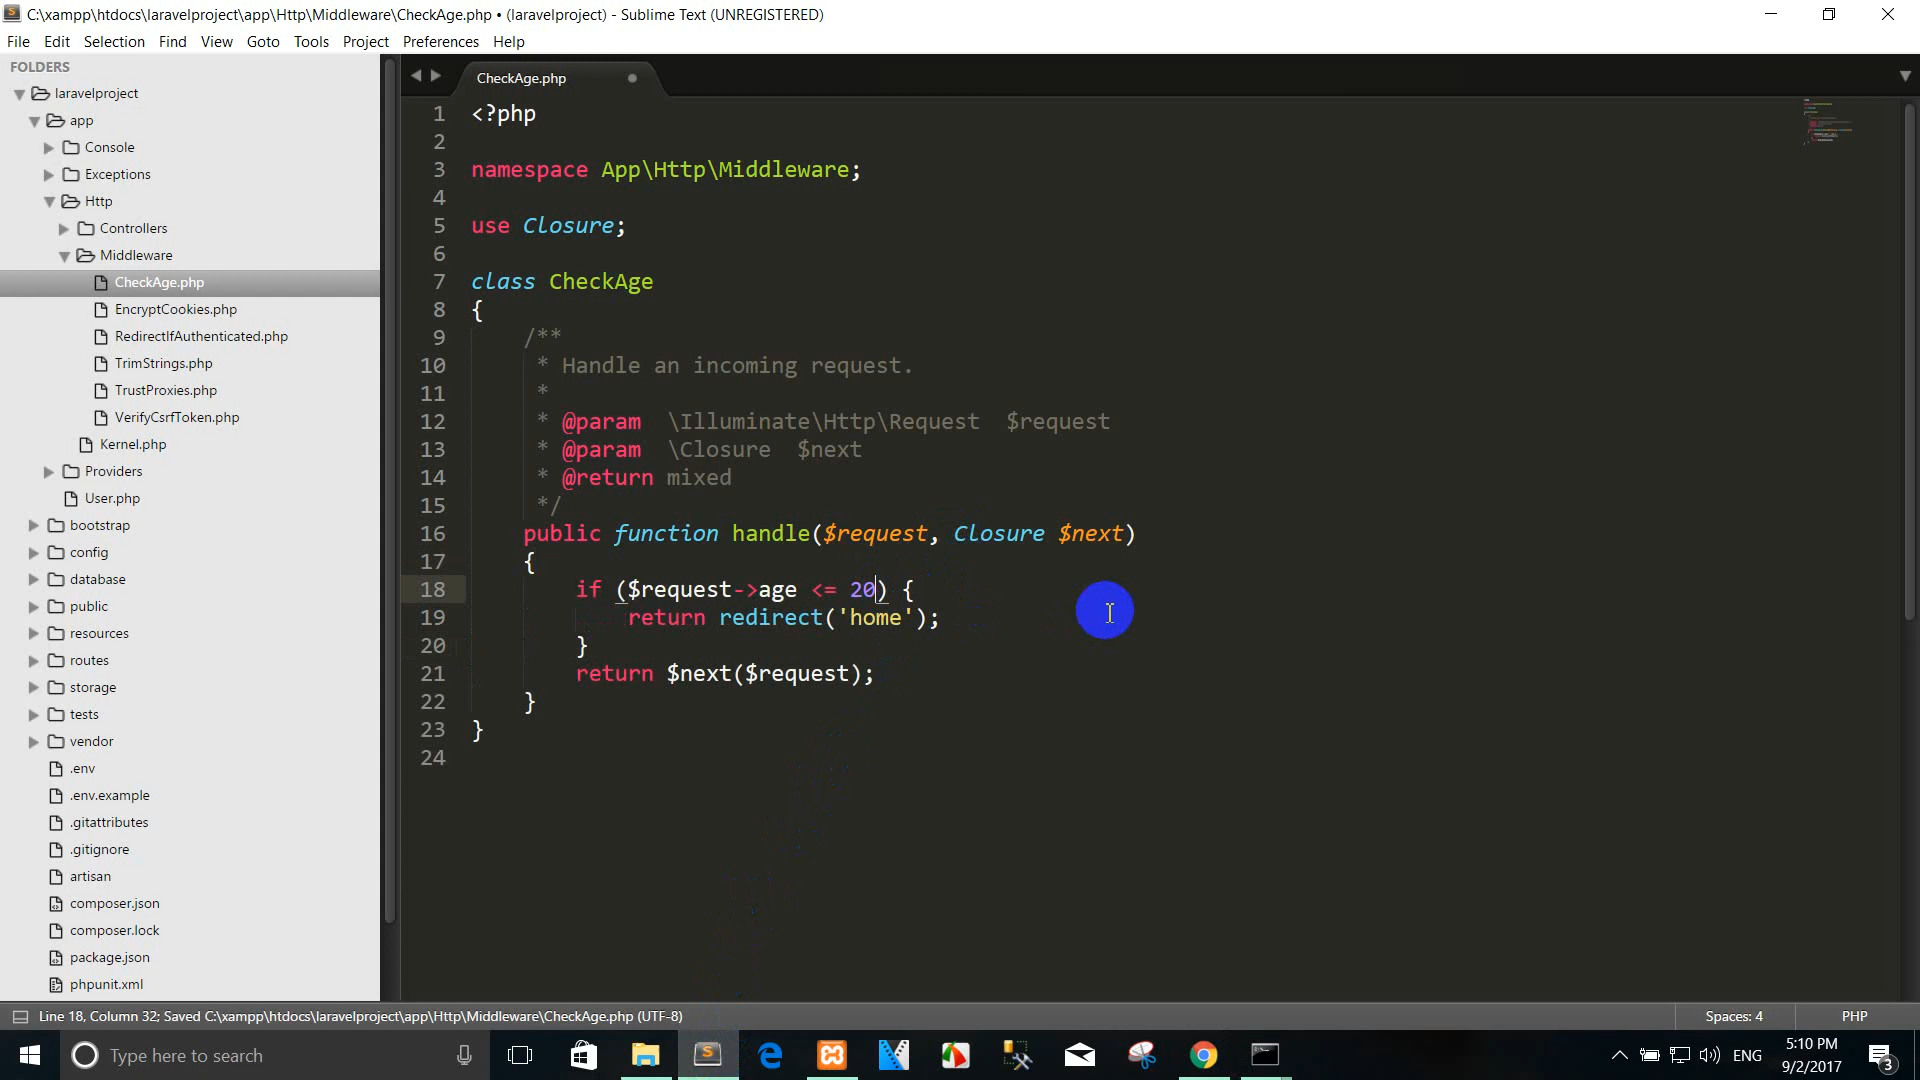 C:\xampp\htdocs\laravelproject\app\Http\Middleware\CheckAge.php • (laravelproject) - Sublime Text (UNREGISTERED)
File Edit Selection Find View Goto Tools Project Preferences Help
FOLDERS
laravelproject
app
Console
Exceptions
Http
Controllers
Middleware
CheckAge.php
EncryptCookies.php
RedirectIfAuthenticated.php
TrimStrings.php
TrustProxies.php
VerifyCsrfToken.php
Kernel.php
Providers
User.php
bootstrap
config
database
public
resources
routes
storage
tests
vendor
.env
.env.example
.gitattributes
.gitignore
artisan
composer.json
composer.lock
package.json
phpunit.xml
CheckAge.php
1 <?php
2
3 namespace App\Http\Middleware;
4
5 use Closure;
6
7 class CheckAge
8 {
9     /**
10      * Handle an incoming request.
11      *
12      * @param  \Illuminate\Http\Request  $request
13      * @param  \Closure  $next
14      * @return mixed
15      */
16     public function handle($request, Closure $next)
17     {
18         if ($request->age <= 20) {
19             return redirect('home');
20         }
21         return $next($request);
22     }
23 }
24
Line 18, Column 32; Saved C:\xampp\htdocs\laravelproject\app\Http\Middleware\CheckAge.php (UTF-8)
Spaces: 4
PHP
Type here to search
ENG
5:10 PM
9/2/2017
3